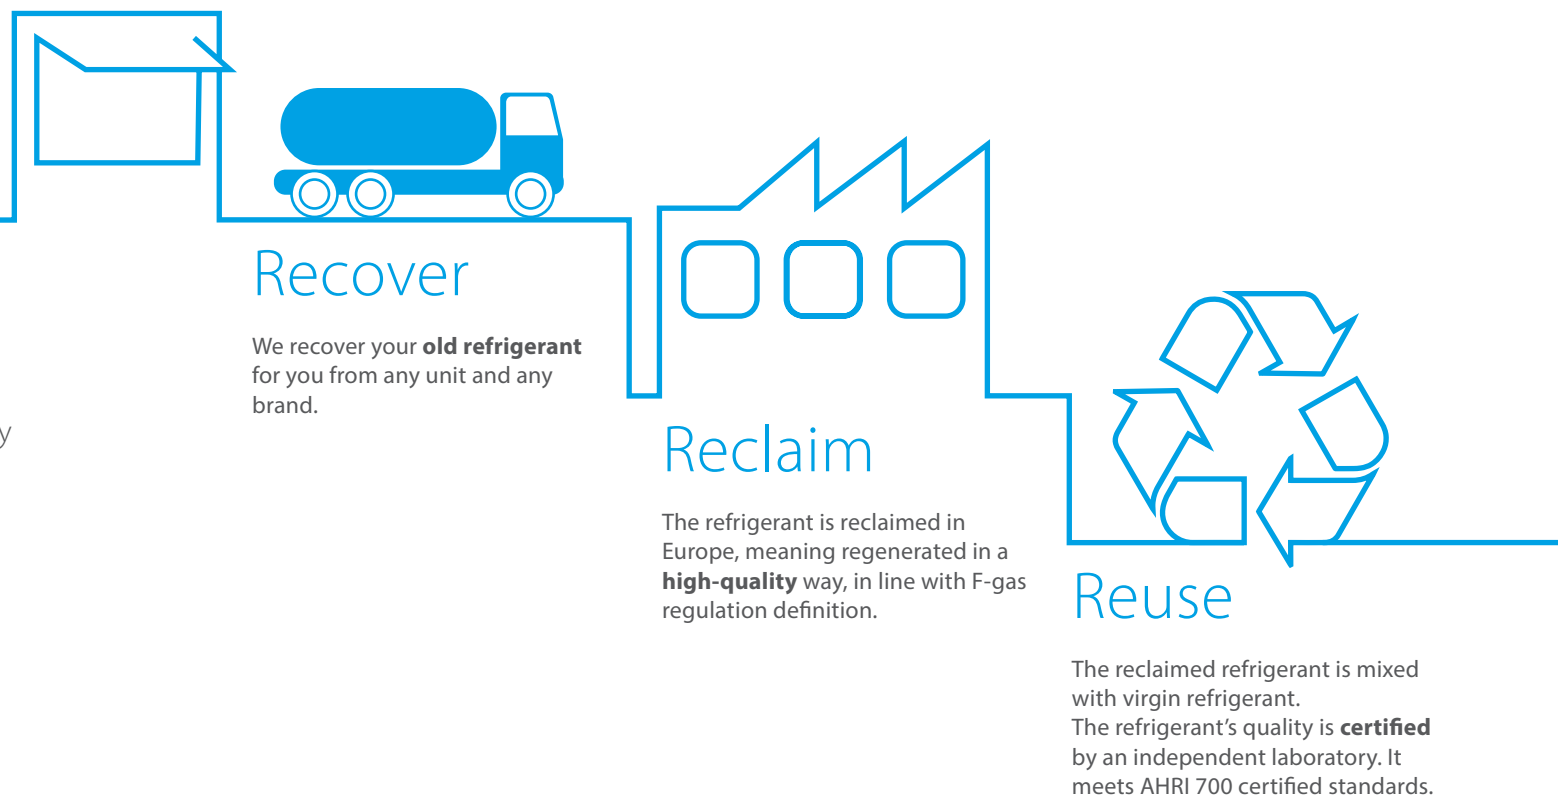 Recover
We recover your old refrigerant
for you from any unit and any
brand.
y
Reclaim
The refrigerant is reclaimed in
Europe, meaning regenerated in a
high-quality way, in line with F-gas
regulation definition.
Reuse
The reclaimed refrigerant is mixed
with virgin refrigerant.
The refrigerant’s quality is certified
by an independent laboratory. It
meets AHRI 700 certified standards.